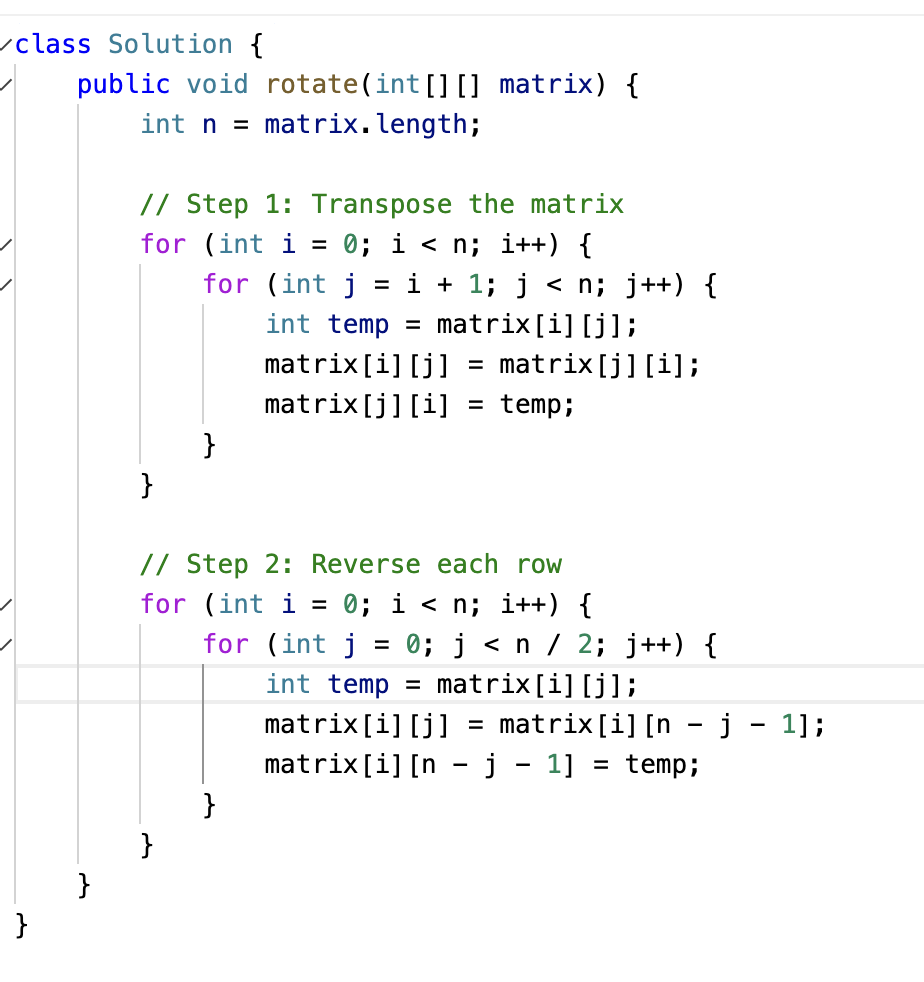 class Solution {
    public void rotate(int[][] matrix) {
        int n = matrix.length;

        // Step 1: Transpose the matrix
        for (int i = 0; i < n; i++) {
            for (int j = i + 1; j < n; j++) {
                int temp = matrix[i][j];
                matrix[i][j] = matrix[j][i];
                matrix[j][i] = temp;
            }
        }

        // Step 2: Reverse each row
        for (int i = 0; i < n; i++) {
            for (int j = 0; j < n / 2; j++) {
                int temp = matrix[i][j];
                matrix[i][j] = matrix[i][n - j - 1];
                matrix[i][n - j - 1] = temp;
            }
        }
    }
}